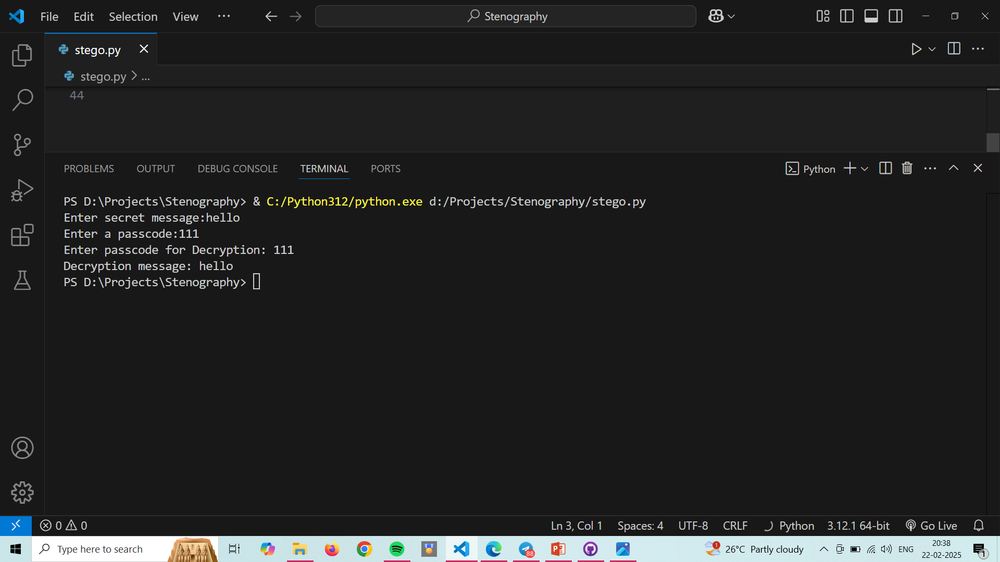 File Edit Selection View ... Stenography
stego.py
stego.py > ...
44
PROBLEMS OUTPUT DEBUG CONSOLE TERMINAL PORTS Python
PS D:\Projects\Stenography> & C:/Python312/python.exe d:/Projects/Stenography/stego.py
Enter secret message:hello
Enter a passcode:111
Enter passcode for Decryption: 111
Decryption message: hello
PS D:\Projects\Stenography>
0 0 Ln 3, Col 1 Spaces: 4 UTF-8 CRLF Python 3.12.1 64-bit Go Live
Type here to search 88 1 26°C Partly cloudy ENG 20:38
22-02-2025 1